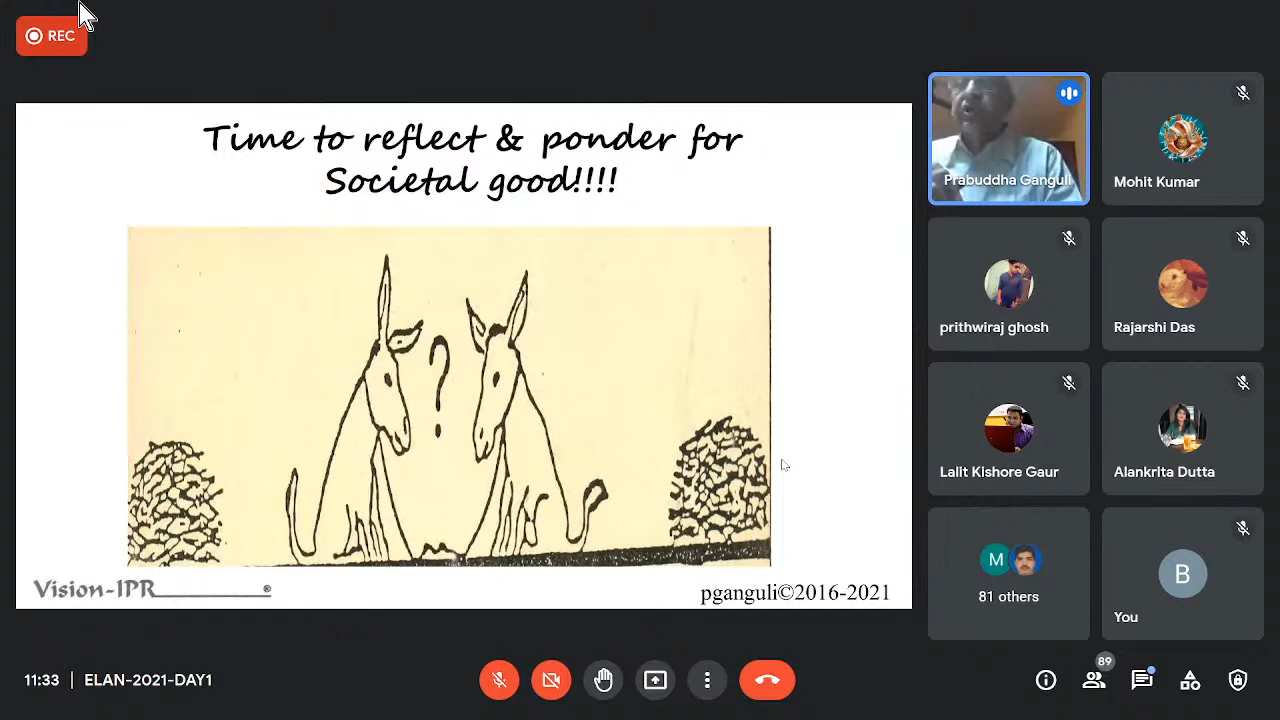 REC
Time to reflect & ponder for
Societal good!!!!
?
Vision-IPR ®
pganguli©2016-2021
Prabuddha Ganguli
Mohit Kumar
prithwiraj ghosh
Rajarshi Das
Lalit Kishore Gaur
Alankrita Dutta
M
81 others
B
You
11:33 | ELAN-2021-DAY1
89